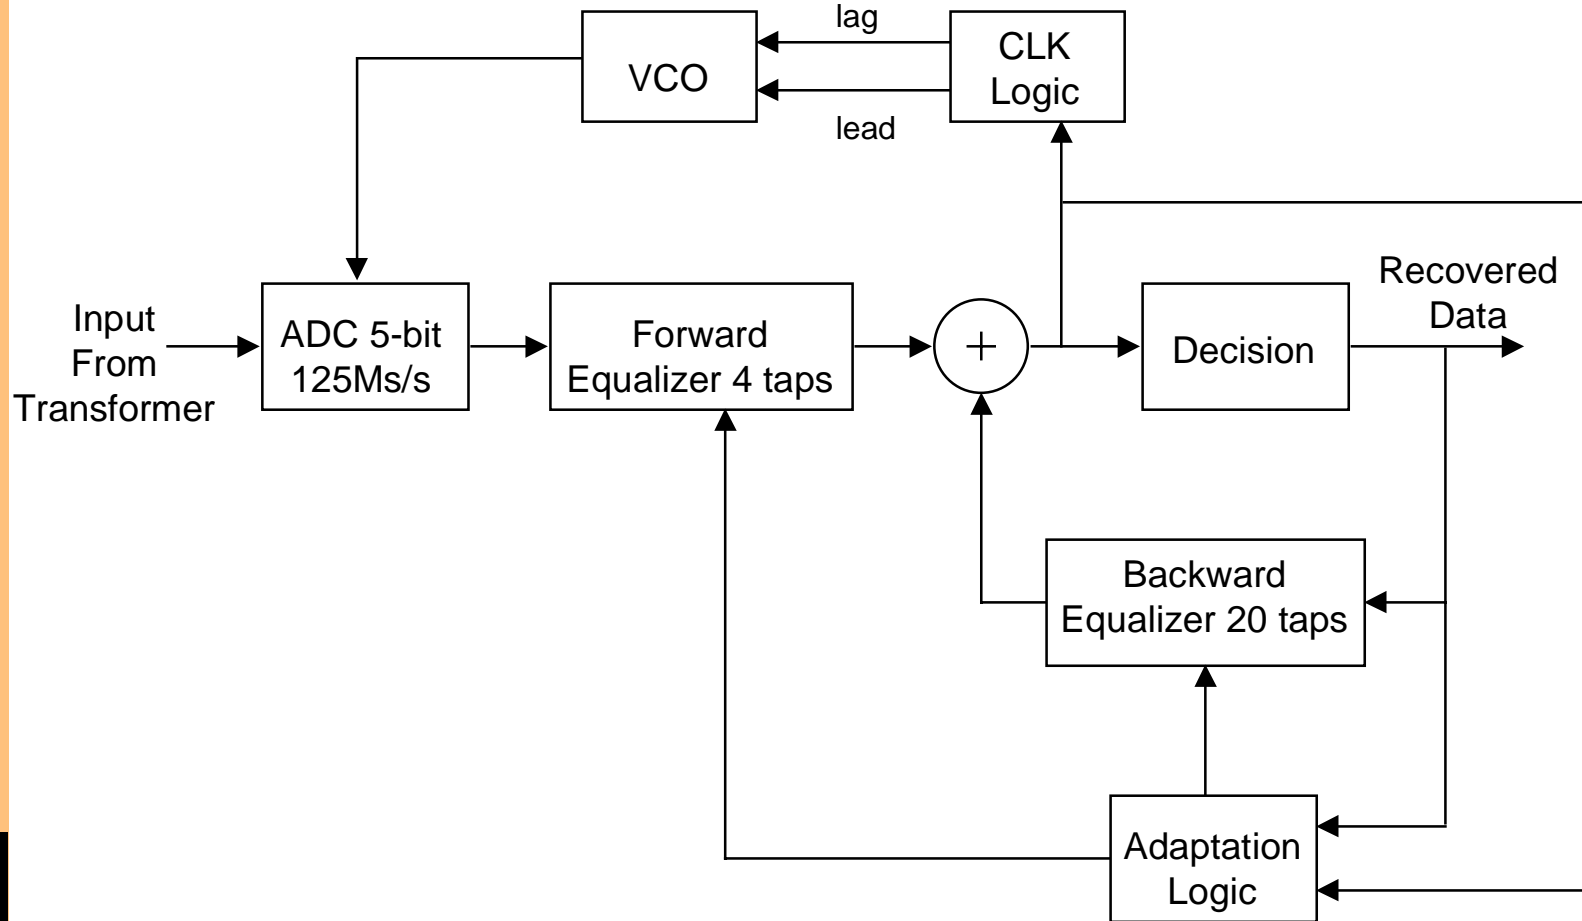 lag
VCO
CLK
Logic
lead
Input
From
Transformer
ADC 5-bit
125Ms/s
Forward
Equalizer 4 taps
+
Decision
Recovered
Data
Backward
Equalizer 20 taps
Adaptation
Logic